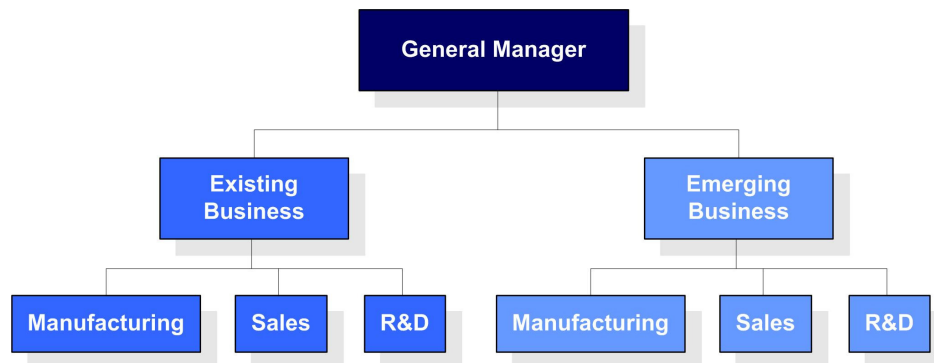 General Manager
Existing
Business
Emerging
Business
Manufacturing
Sales
R&D
Manufacturing
Sales
R&D